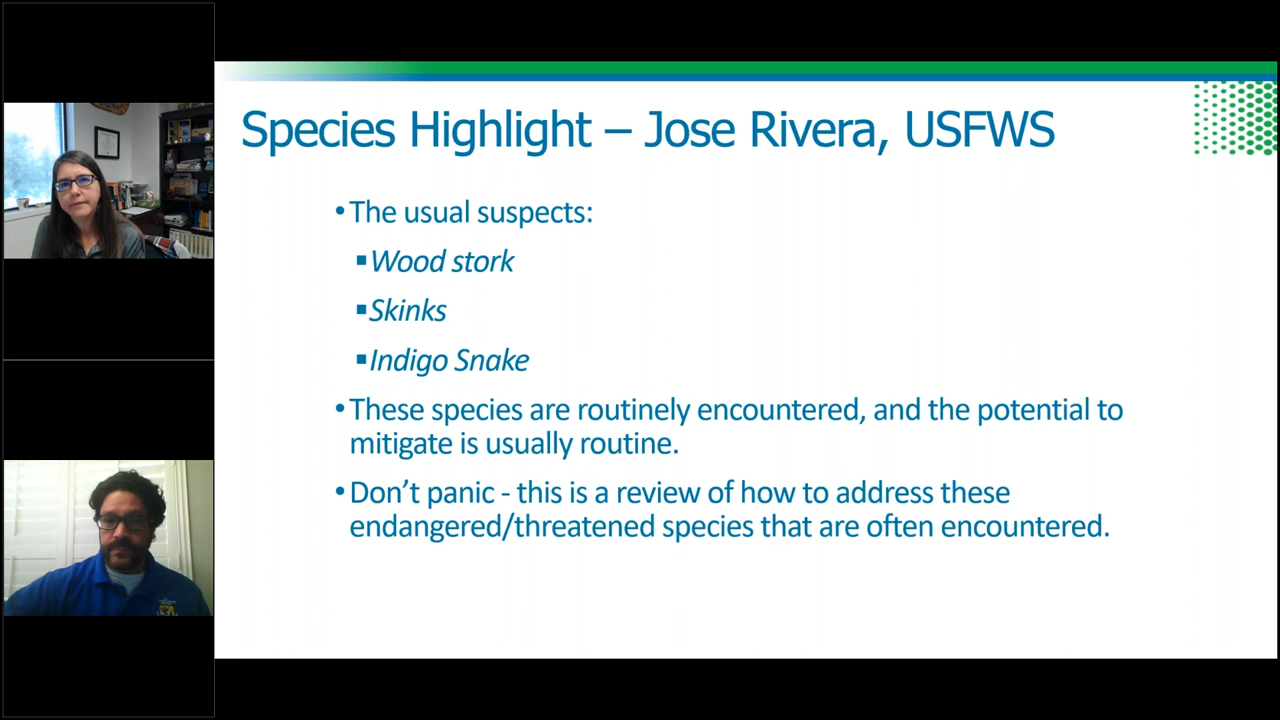 Species Highlight – Jose Rivera, USFWS
•The usual suspects:
▪Wood stork
▪Skinks
▪Indigo Snake
•These species are routinely encountered, and the potential to
mitigate is usually routine.
•Don’t panic - this is a review of how to address these
endangered/threatened species that are often encountered.